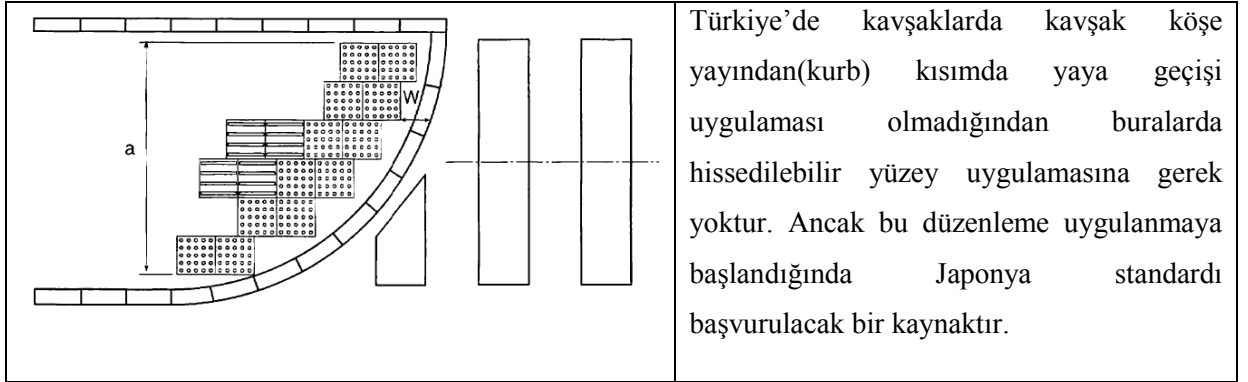 a
W
Türkiye’de kavşaklarda kavşak köşe
yayından(kurb) kısımda yaya geçişi
uygulaması olmadığından buralarda
hissedilebilir yüzey uygulamasına gerek
yoktur. Ancak bu düzenleme uygulanmaya
başlandığında Japonya standardı
başvurulacak bir kaynaktır.